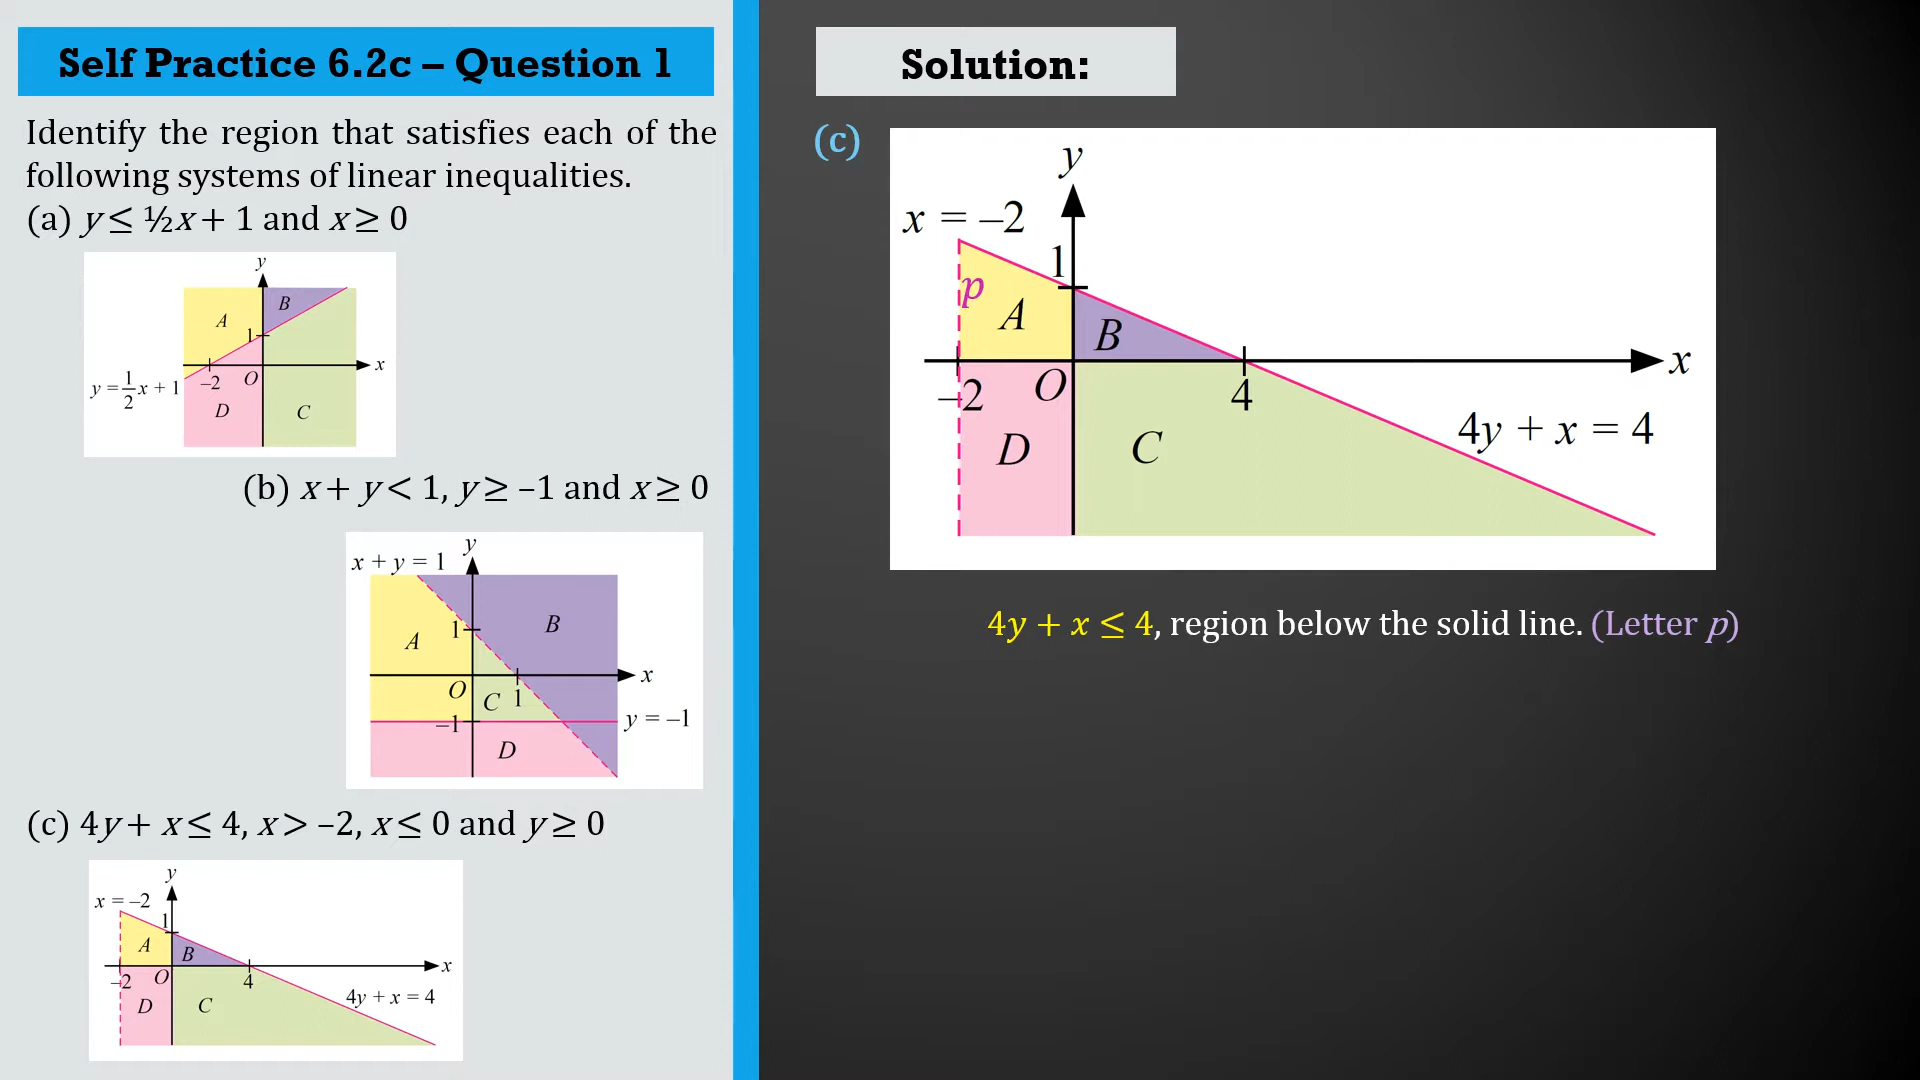 Self Practice 6.2c – Question 1
Identify the region that satisfies each of the
following systems of linear inequalities.
(a) y ≤ ½x + 1 and x ≥ 0
y
B
A
1
x
y = 1/2 x + 1
–2
O
D
C
(b) x + y < 1, y ≥ –1 and x ≥ 0
y
x + y = 1
B
1
A
x
O
C
1
–1
y = –1
D
(c) 4y + x ≤ 4, x > –2, x ≤ 0 and y ≥ 0
y
x = –2
1
A
B
x
–2
O
4
4y + x = 4
D
C
Solution:
(c)
y
x = –2
1
p
A
B
x
–2
O
4
4y + x = 4
D
C
4y + x ≤ 4, region below the solid line. (Letter p)